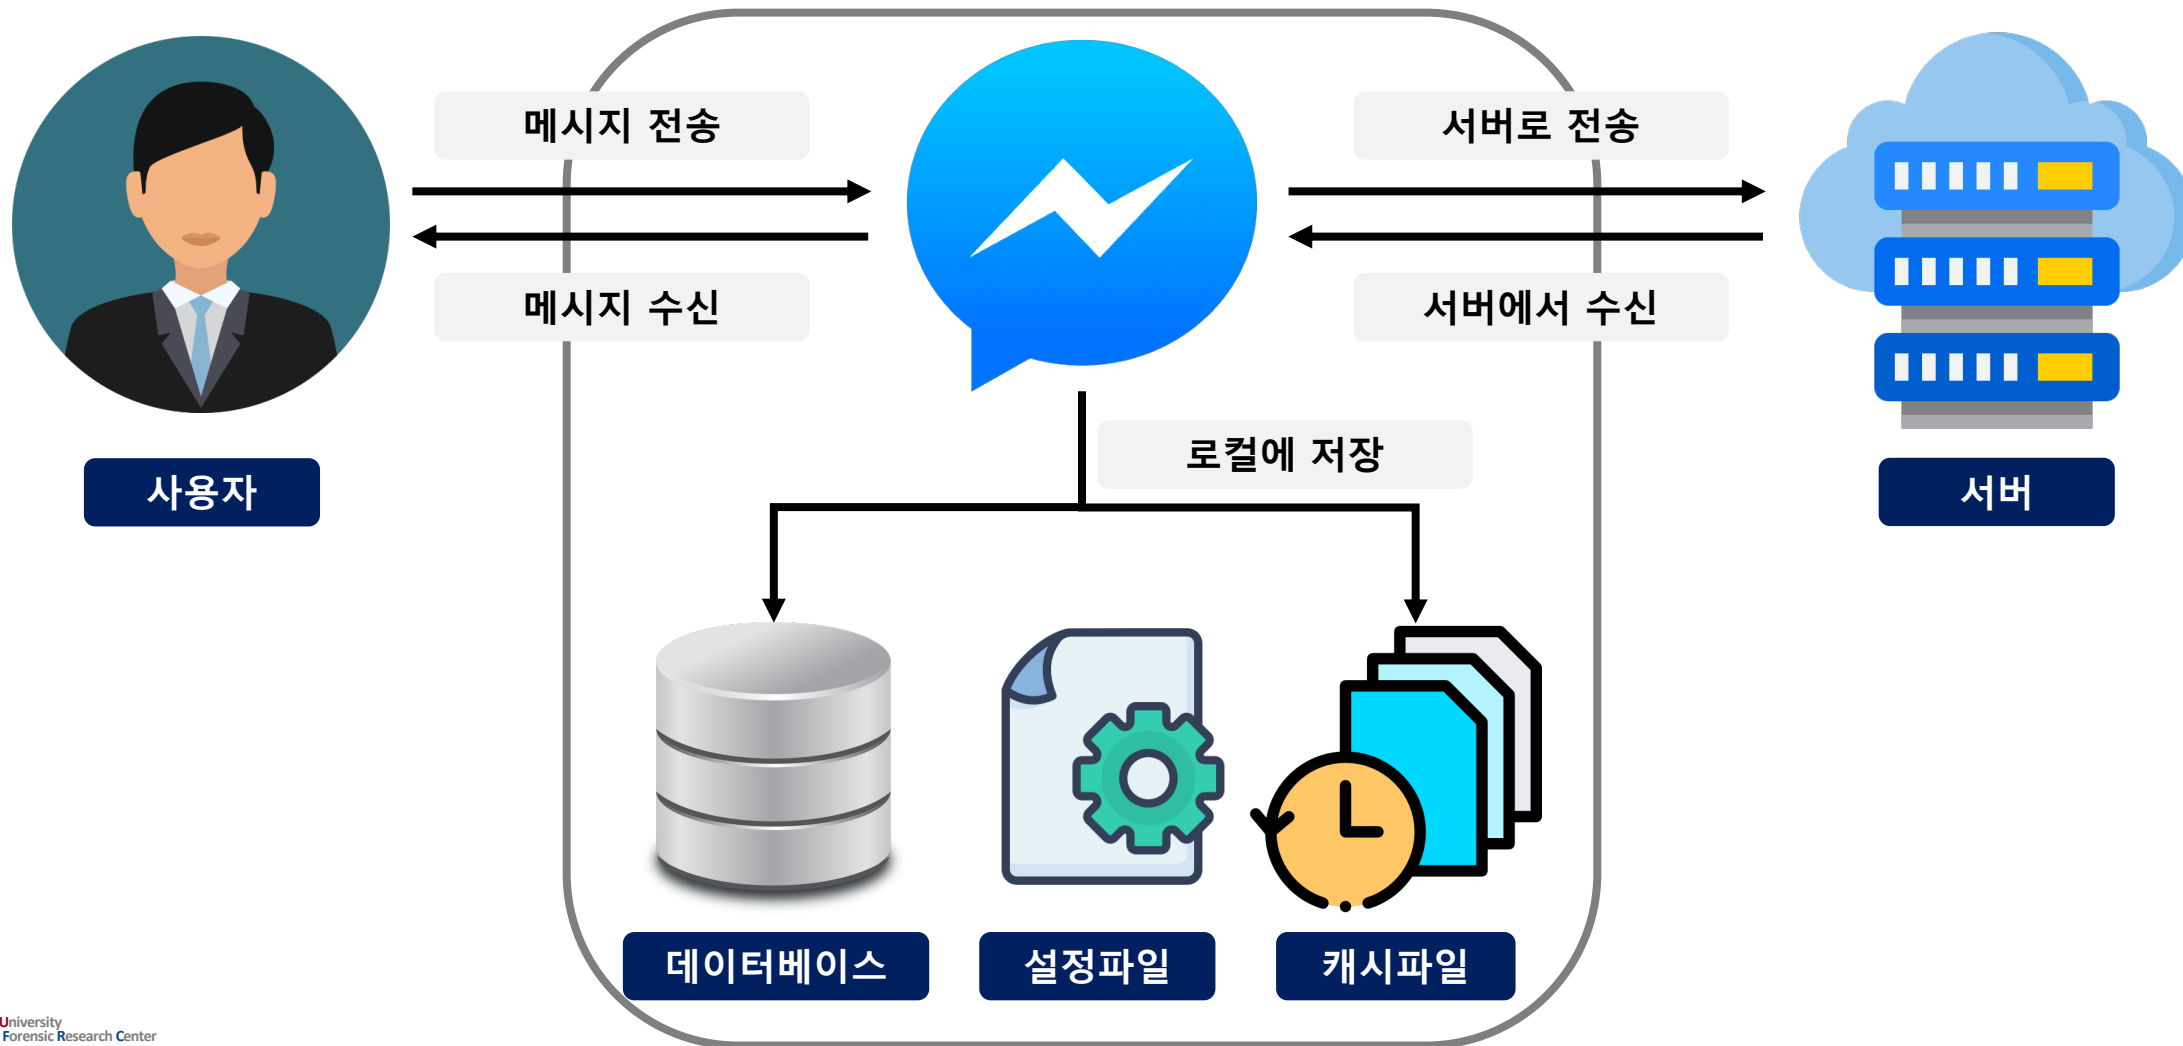 메시지 전송
서버로 전송
메시지 수신
서버에서 수신
로컬에 저장
사용자
서버
데이터베이스
설정파일
캐시파일
University
Forensic Research Center